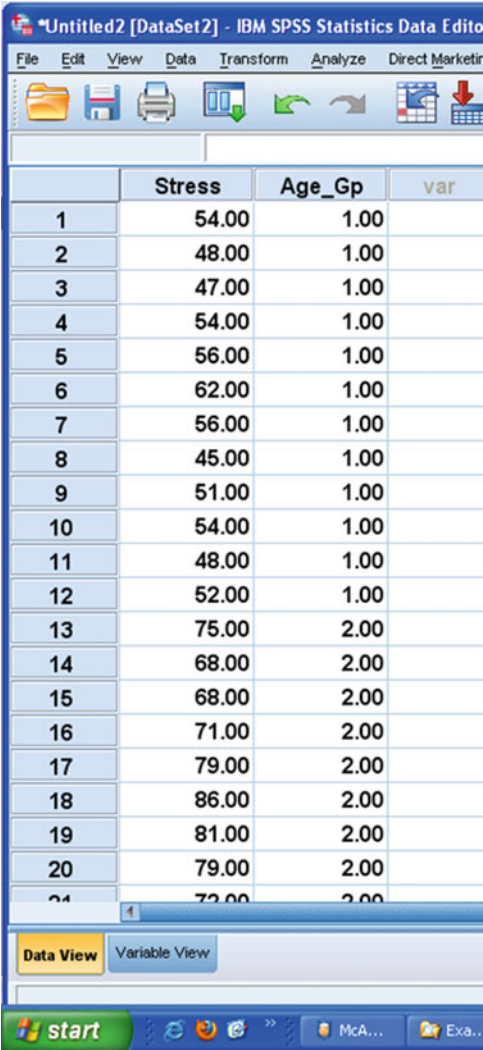 *Untitled2 [DataSet2] - IBM SPSS Statistics Data Edito
File Edit View Data Transform Analyze Direct Marketin
Stress Age_Gp var
1 54.00 1.00
2 48.00 1.00
3 47.00 1.00
4 54.00 1.00
5 56.00 1.00
6 62.00 1.00
7 56.00 1.00
8 45.00 1.00
9 51.00 1.00
10 54.00 1.00
11 48.00 1.00
12 52.00 1.00
13 75.00 2.00
14 68.00 2.00
15 68.00 2.00
16 71.00 2.00
17 79.00 2.00
18 86.00 2.00
19 81.00 2.00
20 79.00 2.00
21 72.00 2.00
Data View Variable View
start McA... Exa...